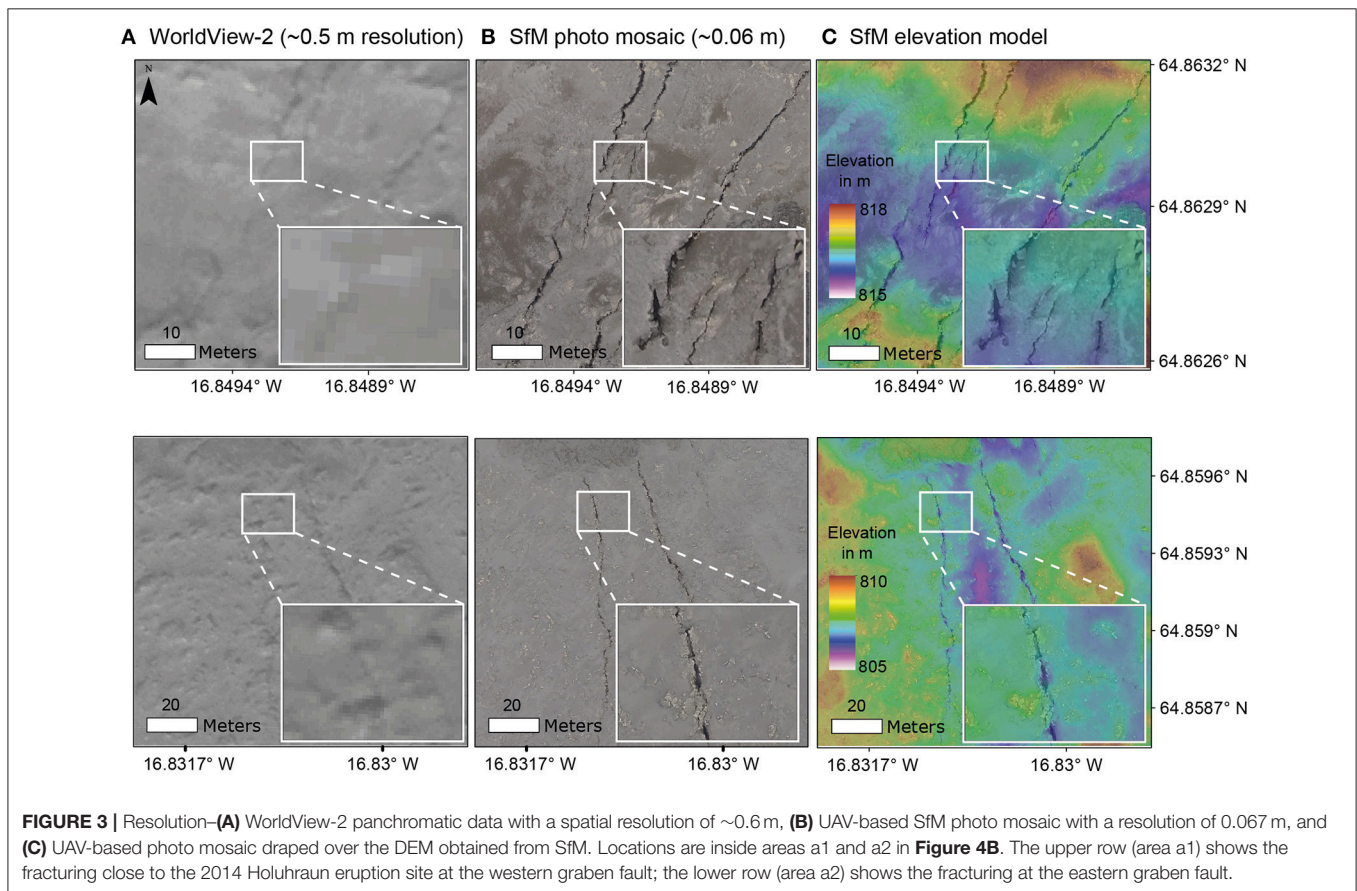 A WorldView-2 (~0.5 m resolution)
B SfM photo mosaic (~0.06 m)
C SfM elevation model
N
10
Meters
16.8494° W 16.8489° W
10
Meters
16.8494° W 16.8489° W
Elevation
in m
818
815
10
Meters
16.8494° W 16.8489° W
64.8632° N
64.8629° N
64.8626° N
20
Meters
16.8317° W 16.83° W
20
Meters
16.8317° W 16.83° W
Elevation
in m
810
805
20
Meters
16.8317° W 16.83° W
64.8596° N
64.8593° N
64.859° N
64.8587° N
FIGURE 3 | Resolution–(A) WorldView-2 panchromatic data with a spatial resolution of ∼0.6 m, (B) UAV-based SfM photo mosaic with a resolution of 0.067 m, and
(C) UAV-based photo mosaic draped over the DEM obtained from SfM. Locations are inside areas a1 and a2 in Figure 4B. The upper row (area a1) shows the
fracturing close to the 2014 Holuhraun eruption site at the western graben fault; the lower row (area a2) shows the fracturing at the eastern graben fault.